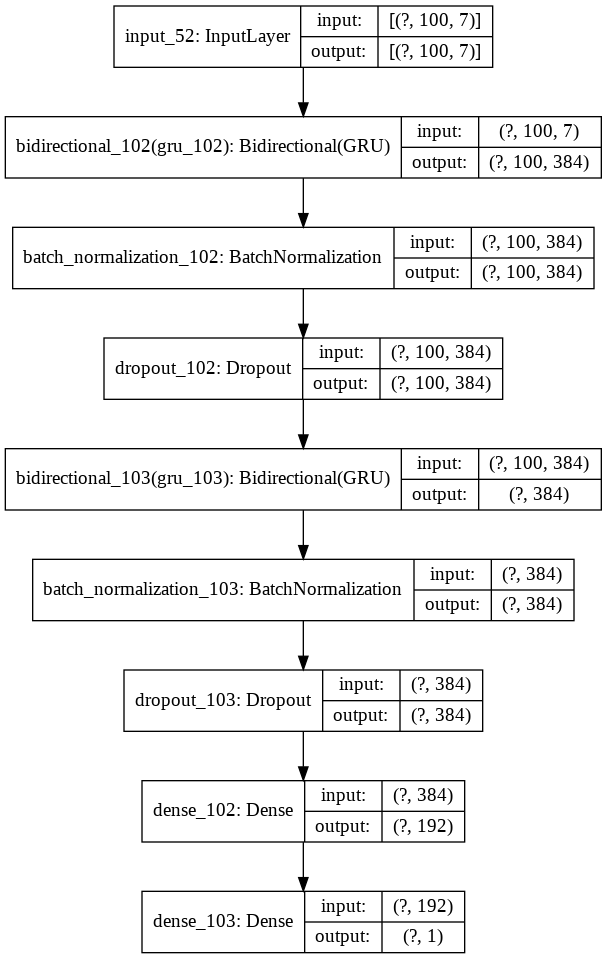 input_52: InputLayer
input: [(?, 100, 7)]
output: [(?, 100, 7)]
bidirectional_102(gru_102): Bidirectional(GRU)
input: (?, 100, 7)
output: (?, 100, 384)
batch_normalization_102: BatchNormalization
input: (?, 100, 384)
output: (?, 100, 384)
dropout_102: Dropout
input: (?, 100, 384)
output: (?, 100, 384)
bidirectional_103(gru_103): Bidirectional(GRU)
input: (?, 100, 384)
output: (?, 384)
batch_normalization_103: BatchNormalization
input: (?, 384)
output: (?, 384)
dropout_103: Dropout
input: (?, 384)
output: (?, 384)
dense_102: Dense
input: (?, 384)
output: (?, 192)
dense_103: Dense
input: (?, 192)
output: (?, 1)